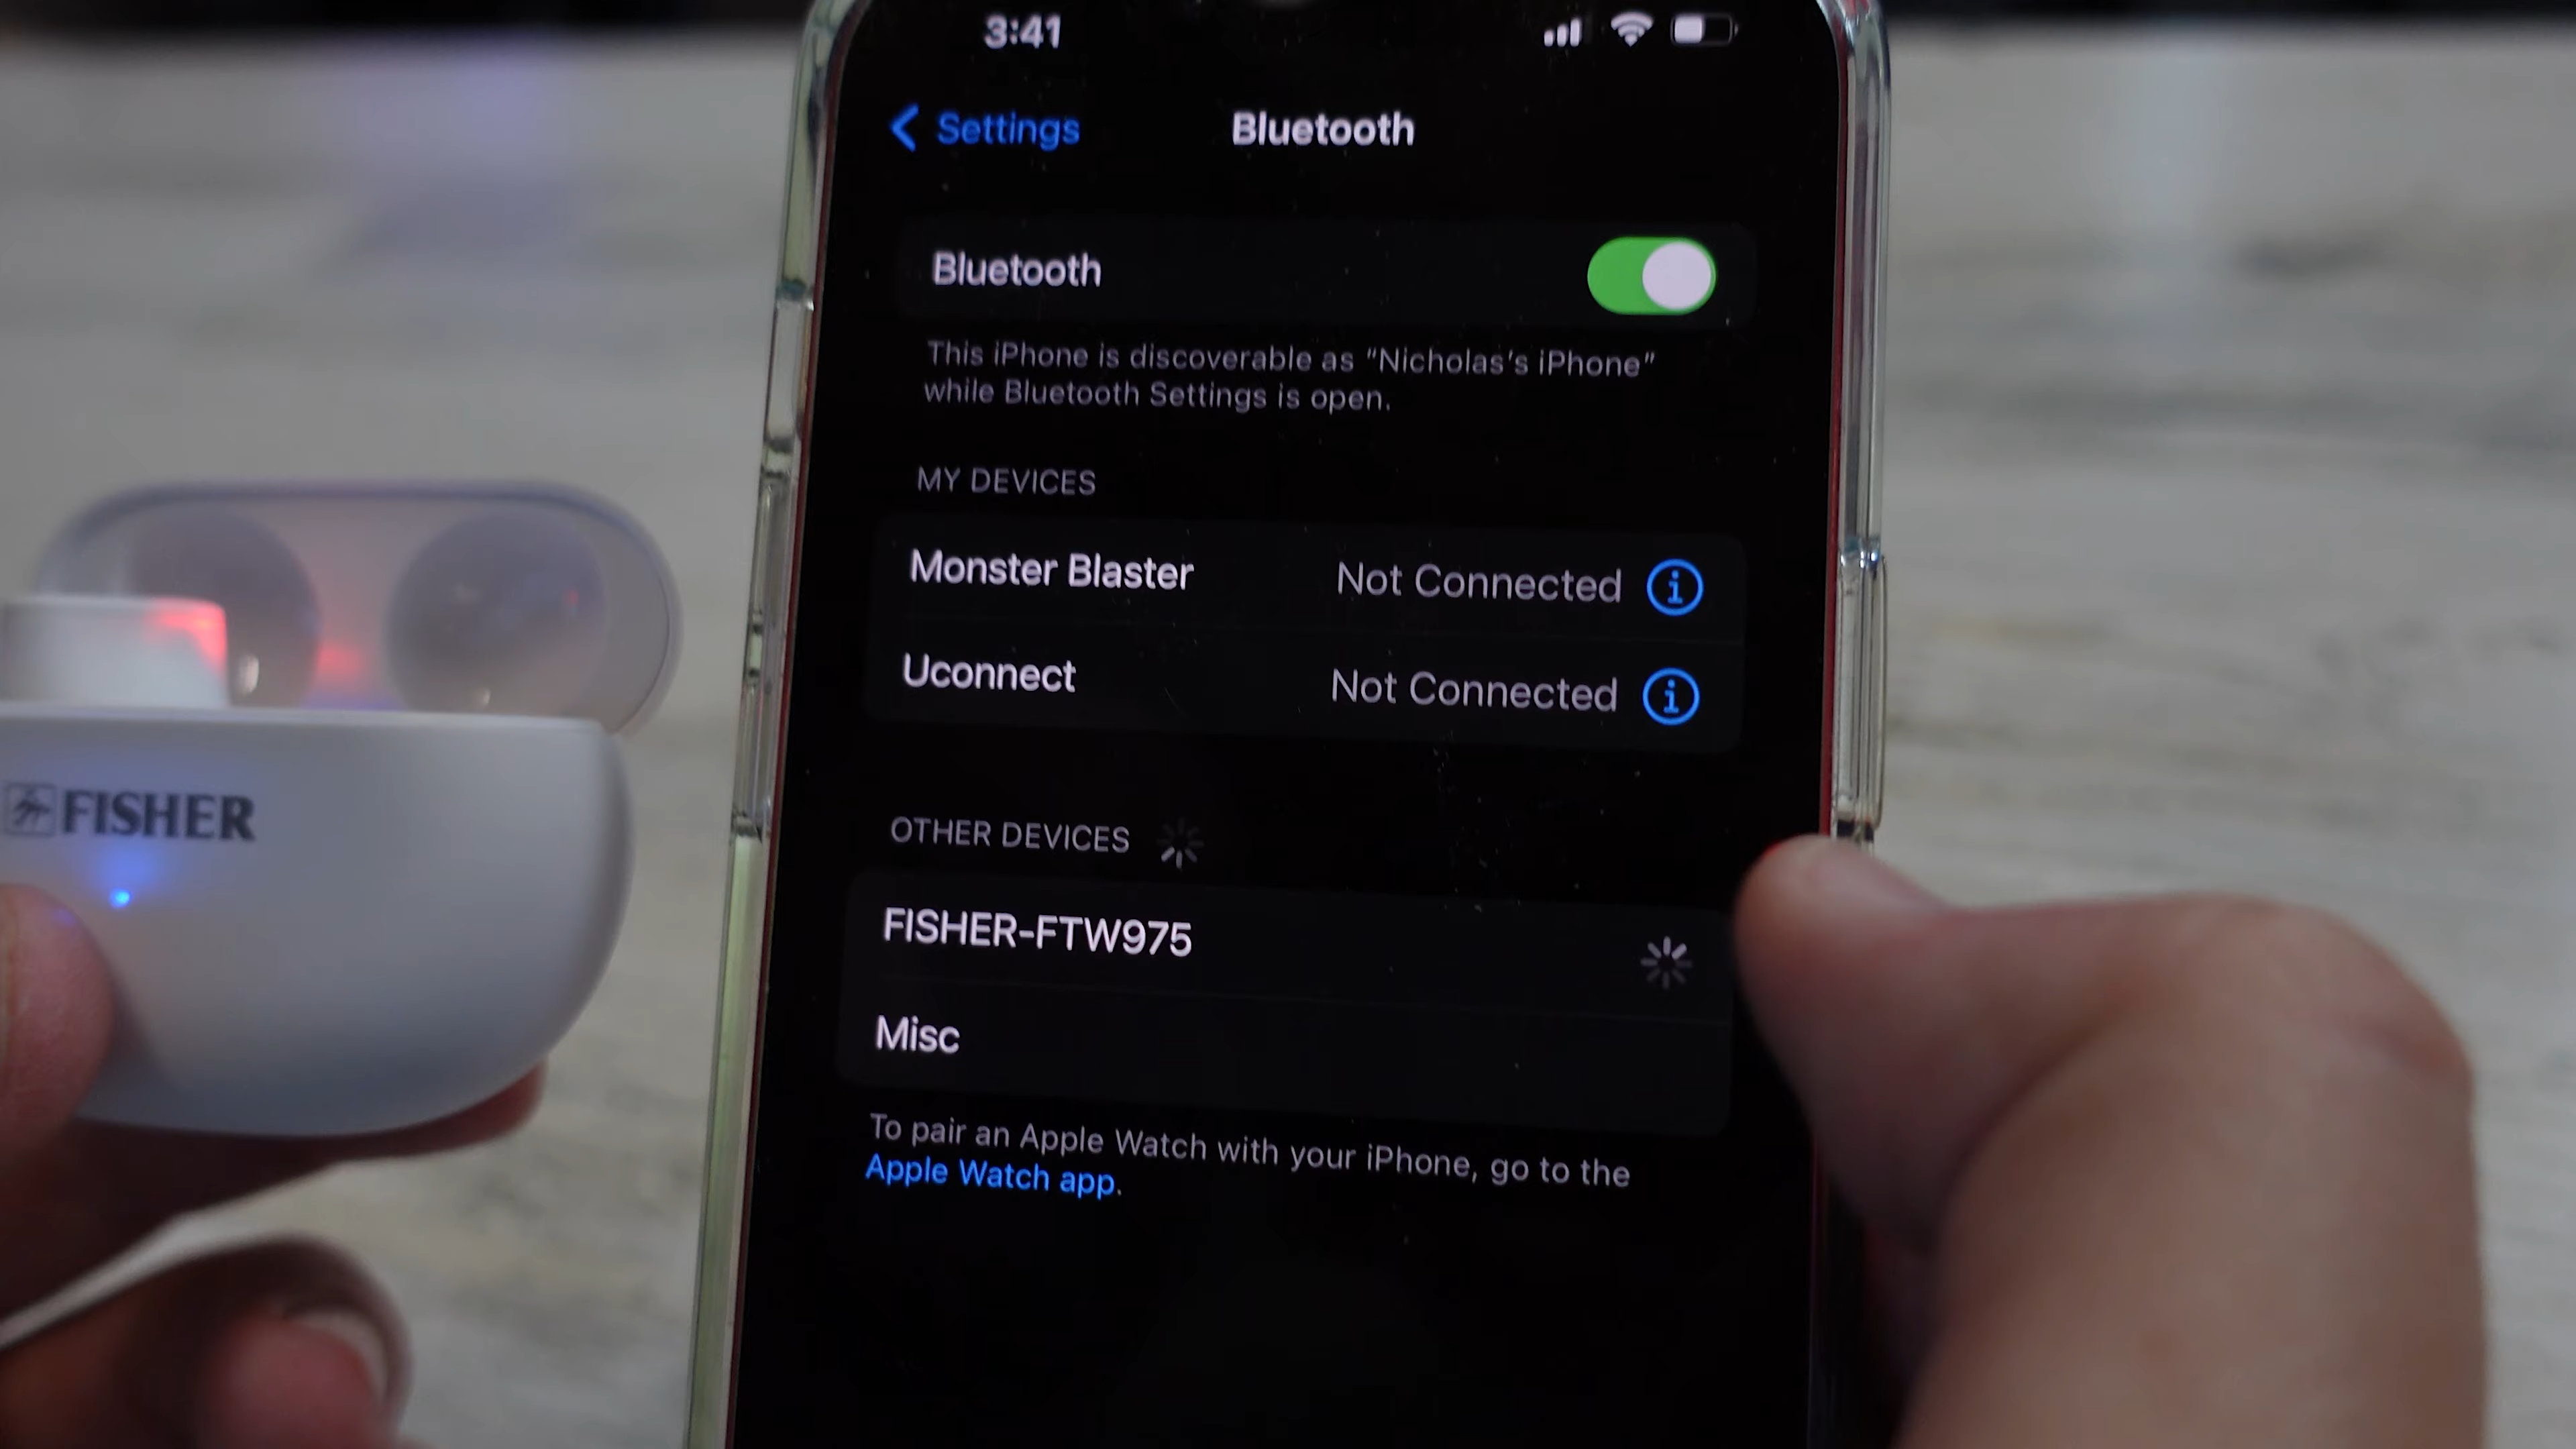 3:41
Settings
Bluetooth
Bluetooth
This iPhone is discoverable as “Nicholas’s iPhone”
while Bluetooth Settings is open.
MY DEVICES
Monster Blaster Not Connected
Uconnect Not Connected
OTHER DEVICES
FISHER-FTW975
Misc
To pair an Apple Watch with your iPhone, go to the
Apple Watch app.
FISHER